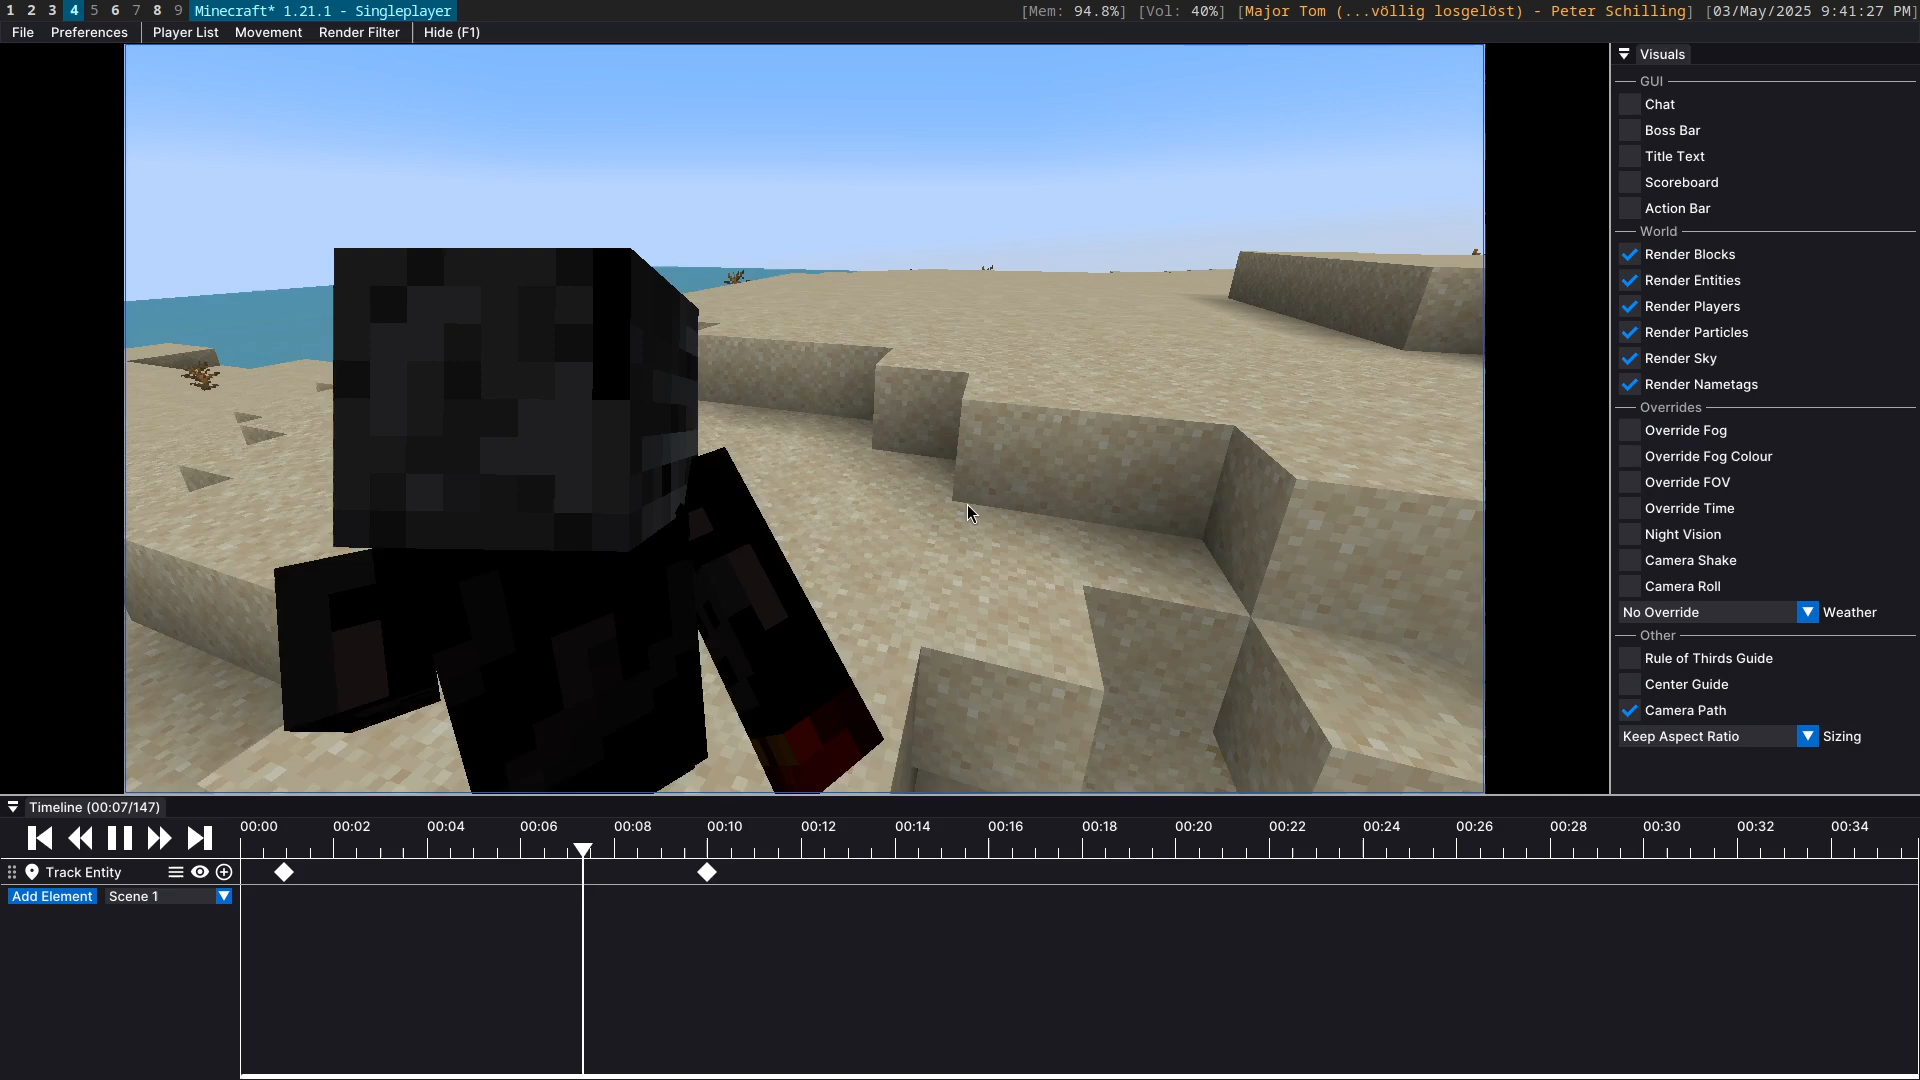 1 2 3 4 5 6 7 8 9 Minecraft* 1.21.1 - Singleplayer [Mem: 94.8%] [Vol: 40%] [Major Tom (...völlig losgelöst) - Peter Schilling] [03/May/2025 9:41:27 PM]
File Preferences Player List Movement Render Filter Hide (F1)
Visuals
GUI
Chat
Boss Bar
Title Text
Scoreboard
Action Bar
World
Render Blocks
Render Entities
Render Players
Render Particles
Render Sky
Render Nametags
Overrides
Override Fog
Override Fog Colour
Override FOV
Override Time
Night Vision
Camera Shake
Camera Roll
No Override Weather
Other
Rule of Thirds Guide
Center Guide
Camera Path
Keep Aspect Ratio Sizing
Timeline (00:07/147)
00:00 00:02 00:04 00:06 00:08 00:10 00:12 00:14 00:16 00:18 00:20 00:22 00:24 00:26 00:28 00:30 00:32 00:34
Track Entity
Add Element Scene 1